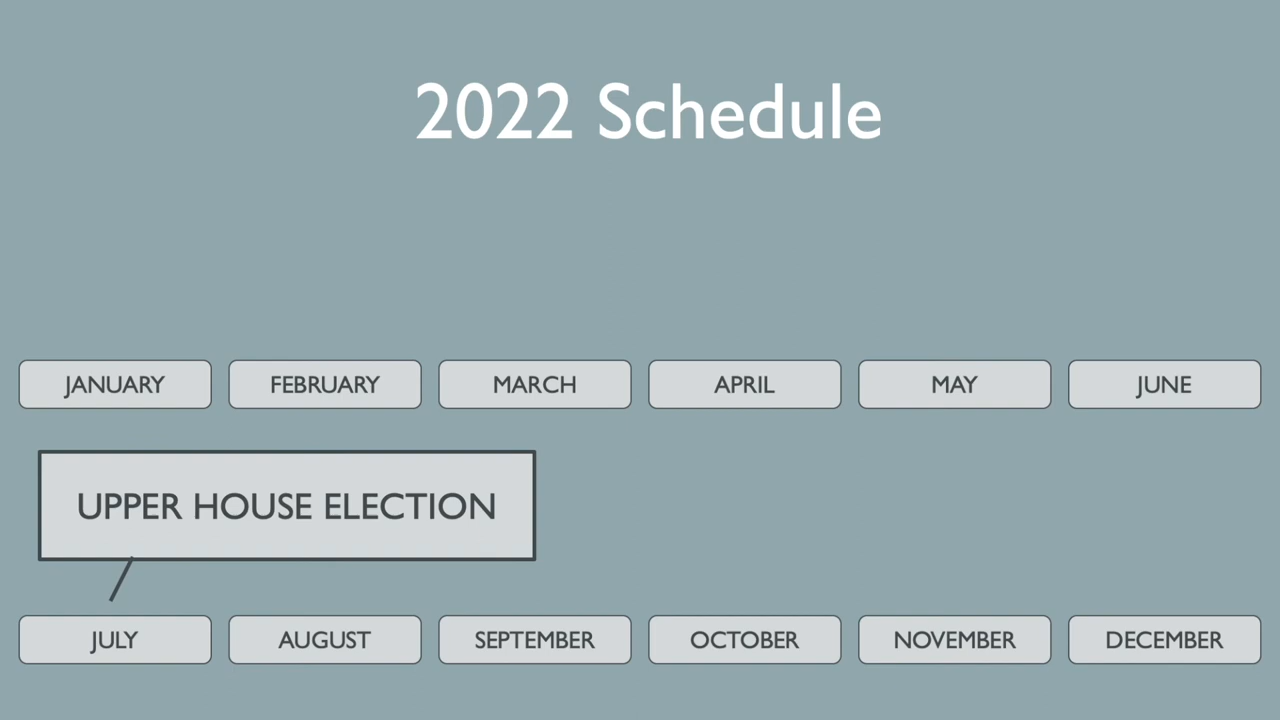 2022 Schedule
JANUARY
FEBRUARY
MARCH
APRIL
MAY
JUNE
UPPER HOUSE ELECTION
JULY
AUGUST
SEPTEMBER
OCTOBER
NOVEMBER
DECEMBER